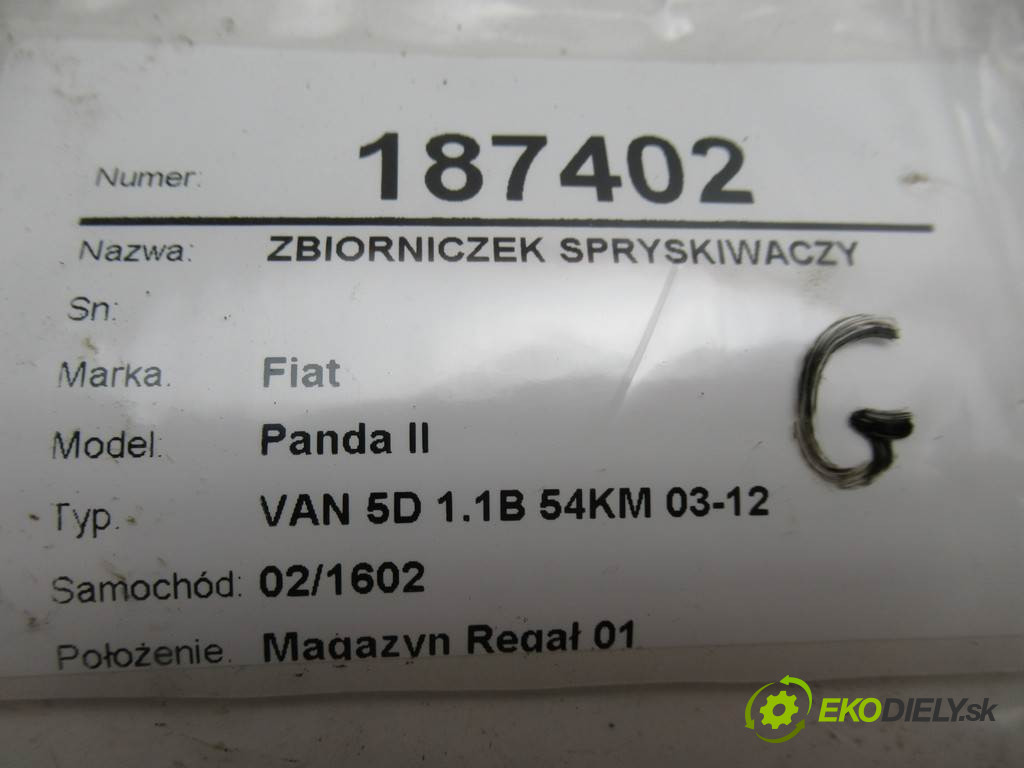 Numer: 187402
Nazwa: ZBIORNICZEK SPRYSKIWACZY
Sn:
Marka: Fiat
Model: Panda II
Typ: VAN 5D 1.1B 54KM 03-12
Samochód: 02/1602
Położenie: Magazyn Regał 01
G
EKODIELY.sk